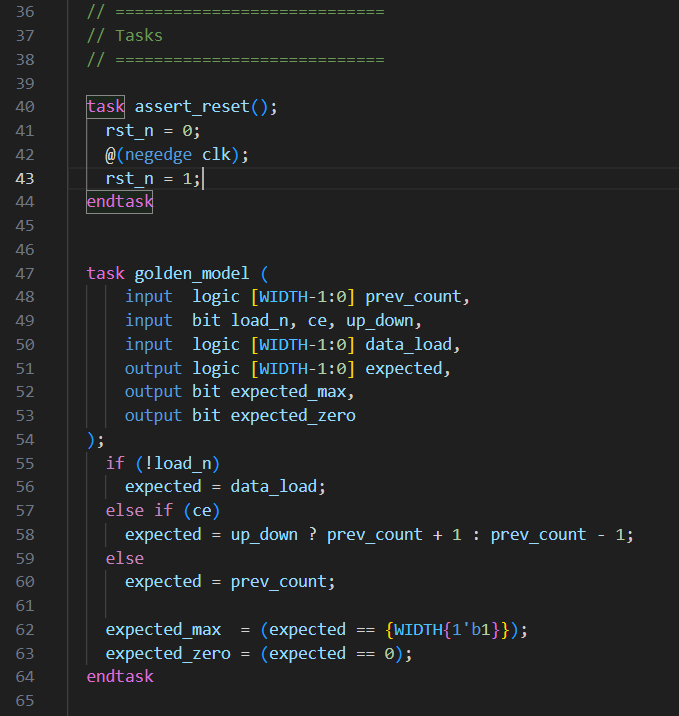 36 // ============================
37 // Tasks
38 // ============================
39
40 task assert_reset();
41   rst_n = 0;
42   @(negedge clk);
43   rst_n = 1;
44 endtask
45
46
47 task golden_model (
48     input  logic [WIDTH-1:0] prev_count,
49     input  bit load_n, ce, up_down,
50     input  logic [WIDTH-1:0] data_load,
51     output logic [WIDTH-1:0] expected,
52     output bit expected_max,
53     output bit expected_zero
54 );
55   if (!load_n)
56     expected = data_load;
57   else if (ce)
58     expected = up_down ? prev_count + 1 : prev_count - 1;
59   else
60     expected = prev_count;
61
62   expected_max  = (expected == {WIDTH{1'b1}});
63   expected_zero = (expected == 0);
64 endtask
65